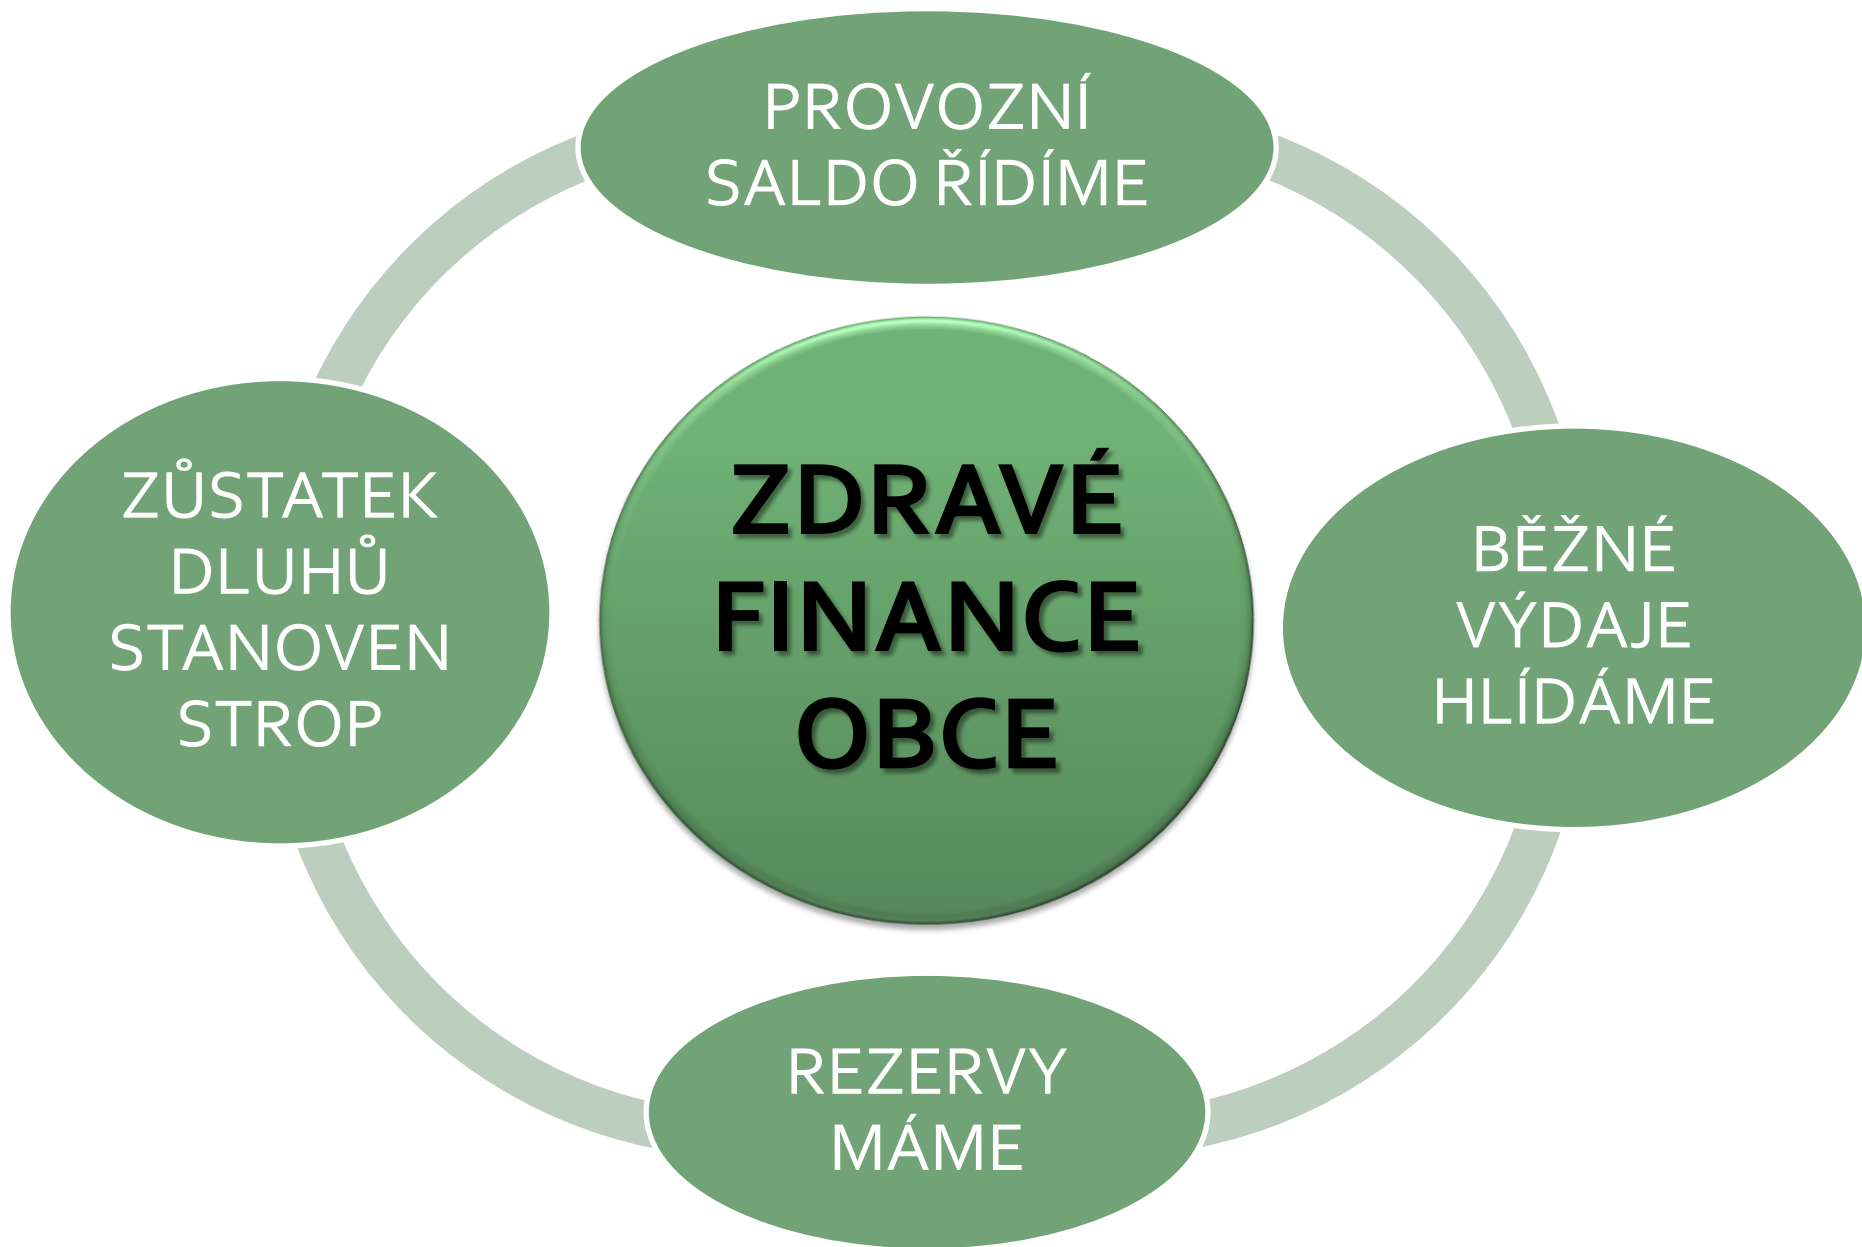 PROVOZNÍ
SALDO ŘÍDÍME
ZŮSTATEK
DLUHŮ
STANOVEN
STROP
ZDRAVÉ
FINANCE
OBCE
BĚŽNÉ
VÝDAJE
HLÍDÁME
REZERVY
MÁME